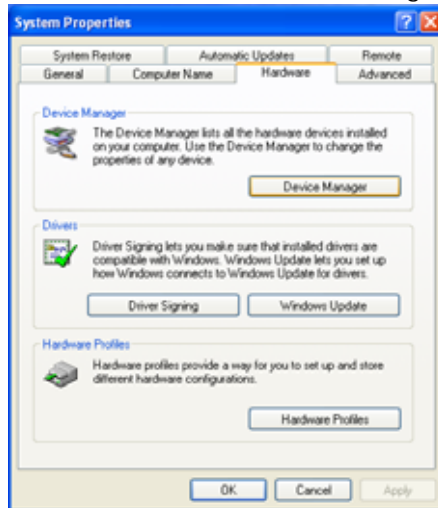 System Properties
System Restore Automatic Updates Remote
General Computer Name Hardware Advanced
Device Manager
The Device Manager lists all the hardware devices installed
on your computer. Use the Device Manager to change the
properties of any device.
Device Manager
Drivers
Driver Signing lets you make sure that installed drivers are
compatible with Windows. Windows Update lets you set up
how Windows connects to Windows Update for drivers.
Driver Signing Windows Update
Hardware Profiles
Hardware profiles provide a way for you to set up and store
different hardware configurations.
Hardware Profiles
OK Cancel Apply